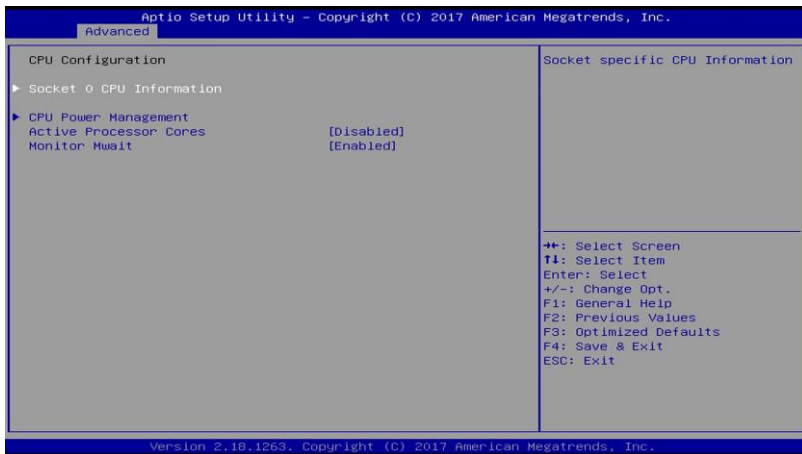 Aptio Setup Utility – Copyright (C) 2017 American Megatrends, Inc.
Advanced
CPU Configuration
Socket 0 CPU Information
CPU Power Management
Active Processor Cores [Disabled]
Monitor Mwait [Enabled]
Socket specific CPU Information
→←: Select Screen
↑↓: Select Item
Enter: Select
+/-: Change Opt.
F1: General Help
F2: Previous Values
F3: Optimized Defaults
F4: Save & Exit
ESC: Exit
Version 2.18.1263. Copyright (C) 2017 American Megatrends, Inc.